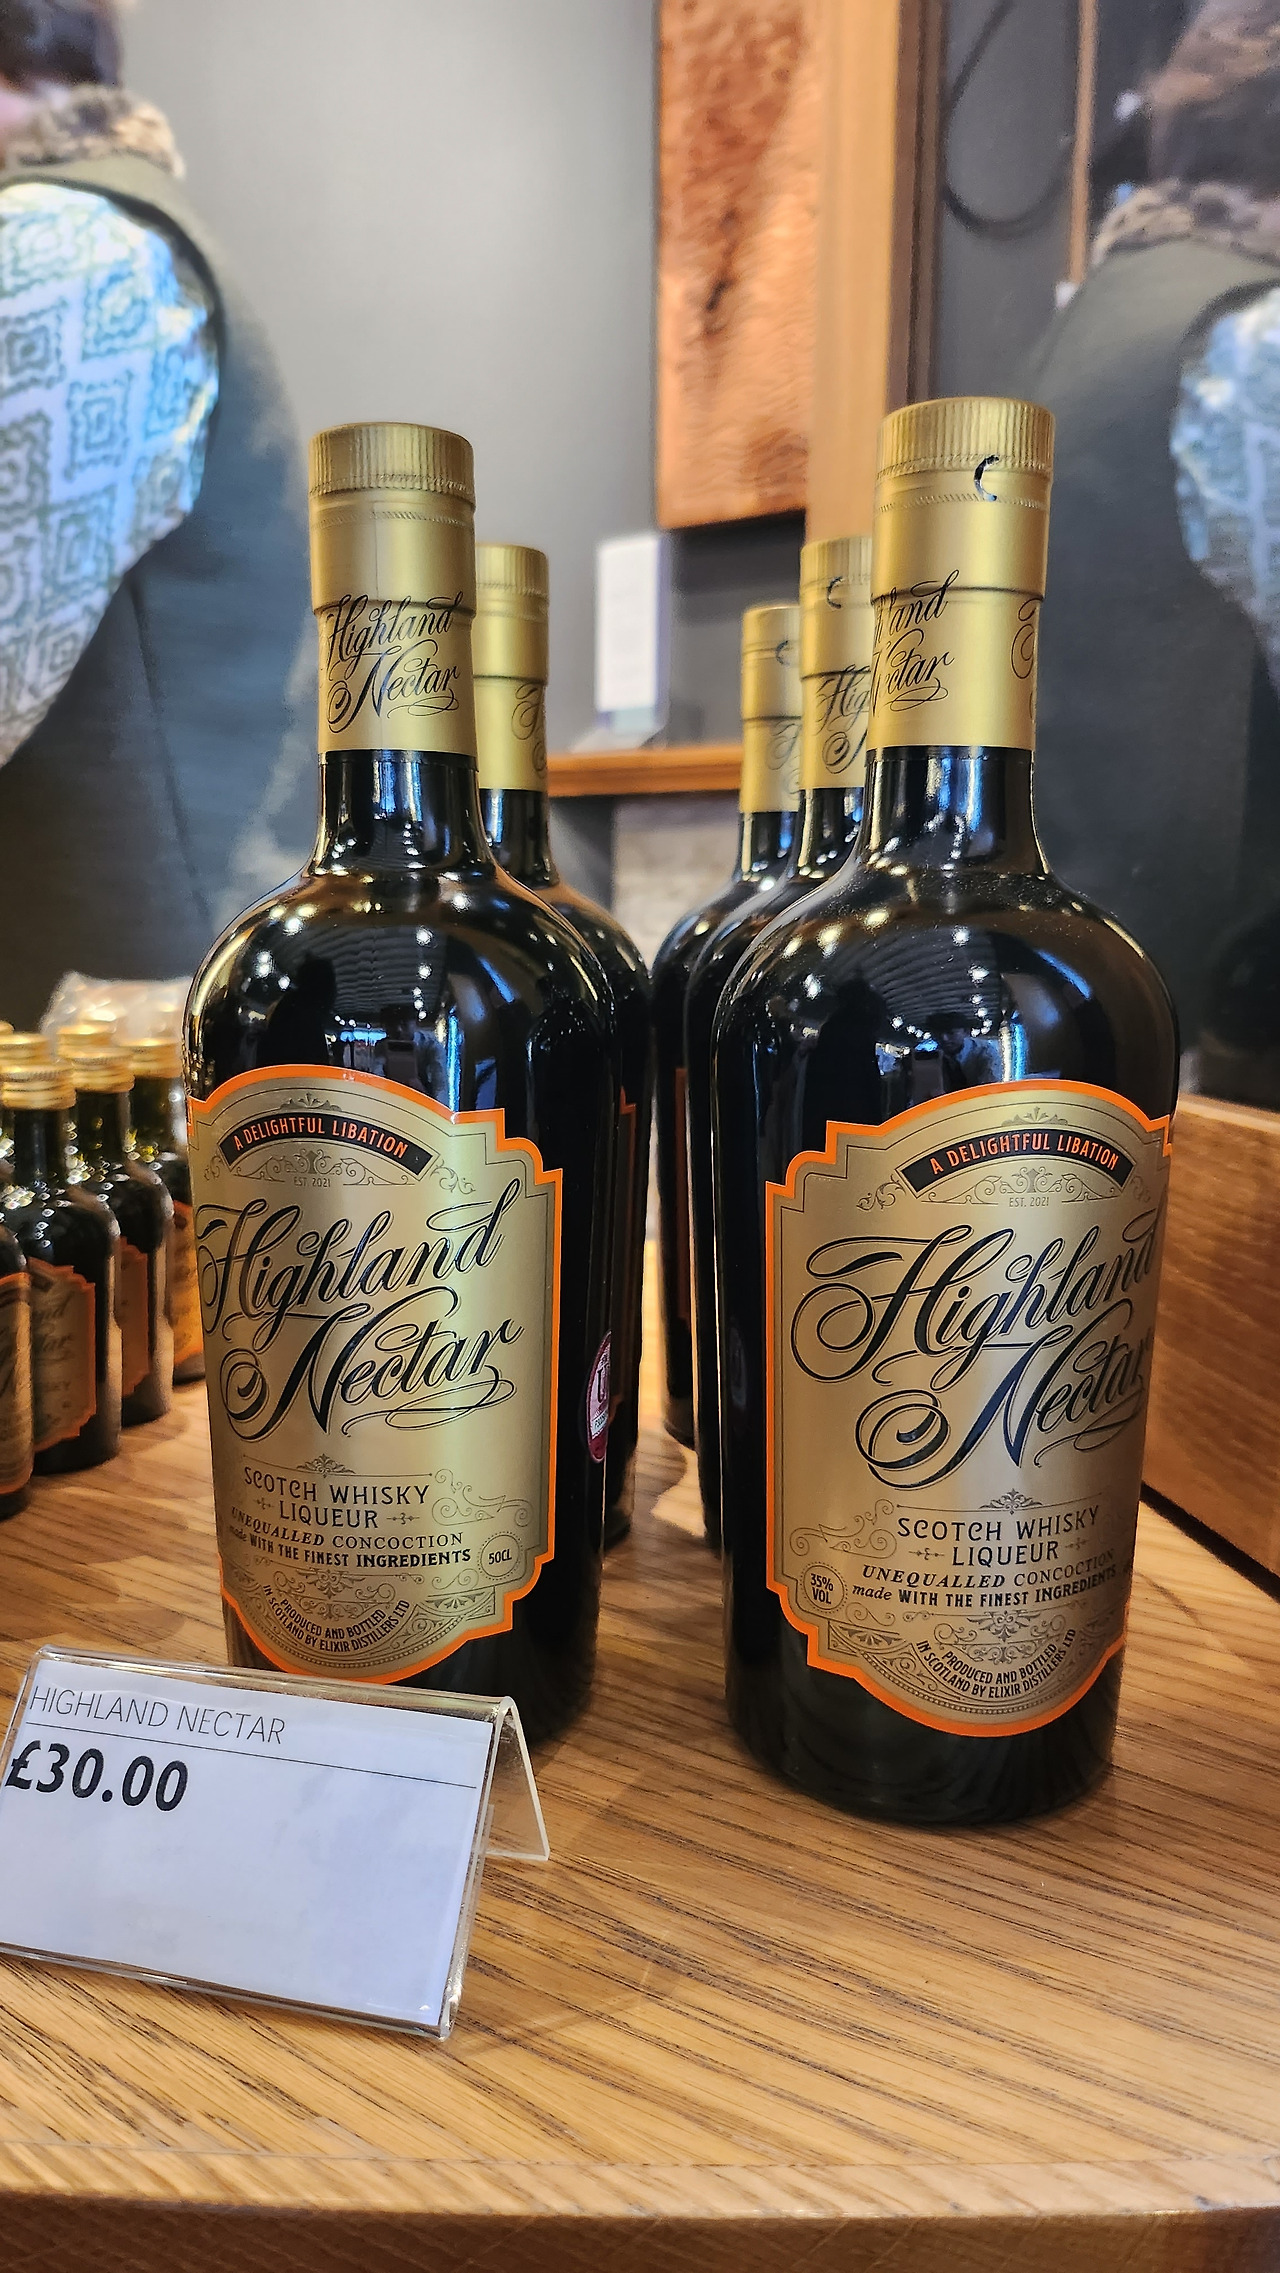 Highland
Nectar
A DELIGHTFUL LIBATION
EST. 2021
Highland
Nectar
SCOTCH WHISKY
LIQUEUR
UNEQUALLED CONCOCTION
made WITH THE FINEST INGREDIENTS
50CL
PRODUCED AND BOTTLED
IN SCOTLAND BY ELIXIR DISTILLERS LTD
Nectar
A DELIGHTFUL LIBATION
EST. 2021
Highland
Nectar
SCOTCH WHISKY
LIQUEUR
UNEQUALLED CONCOCTION
made WITH THE FINEST INGREDIENTS
35%
VOL
PRODUCED AND BOTTLED
IN SCOTLAND BY ELIXIR DISTILLERS LTD
HIGHLAND NECTAR
£30.00